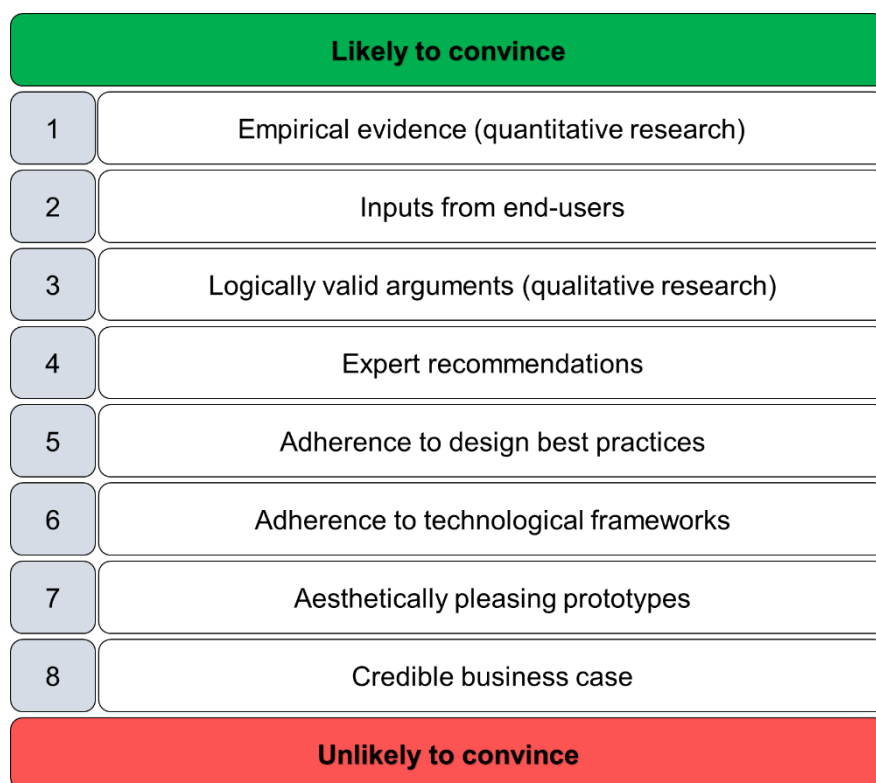 Likely to convince
1 Empirical evidence (quantitative research)
2 Inputs from end-users
3 Logically valid arguments (qualitative research)
4 Expert recommendations
5 Adherence to design best practices
6 Adherence to technological frameworks
7 Aesthetically pleasing prototypes
8 Credible business case
Unlikely to convince